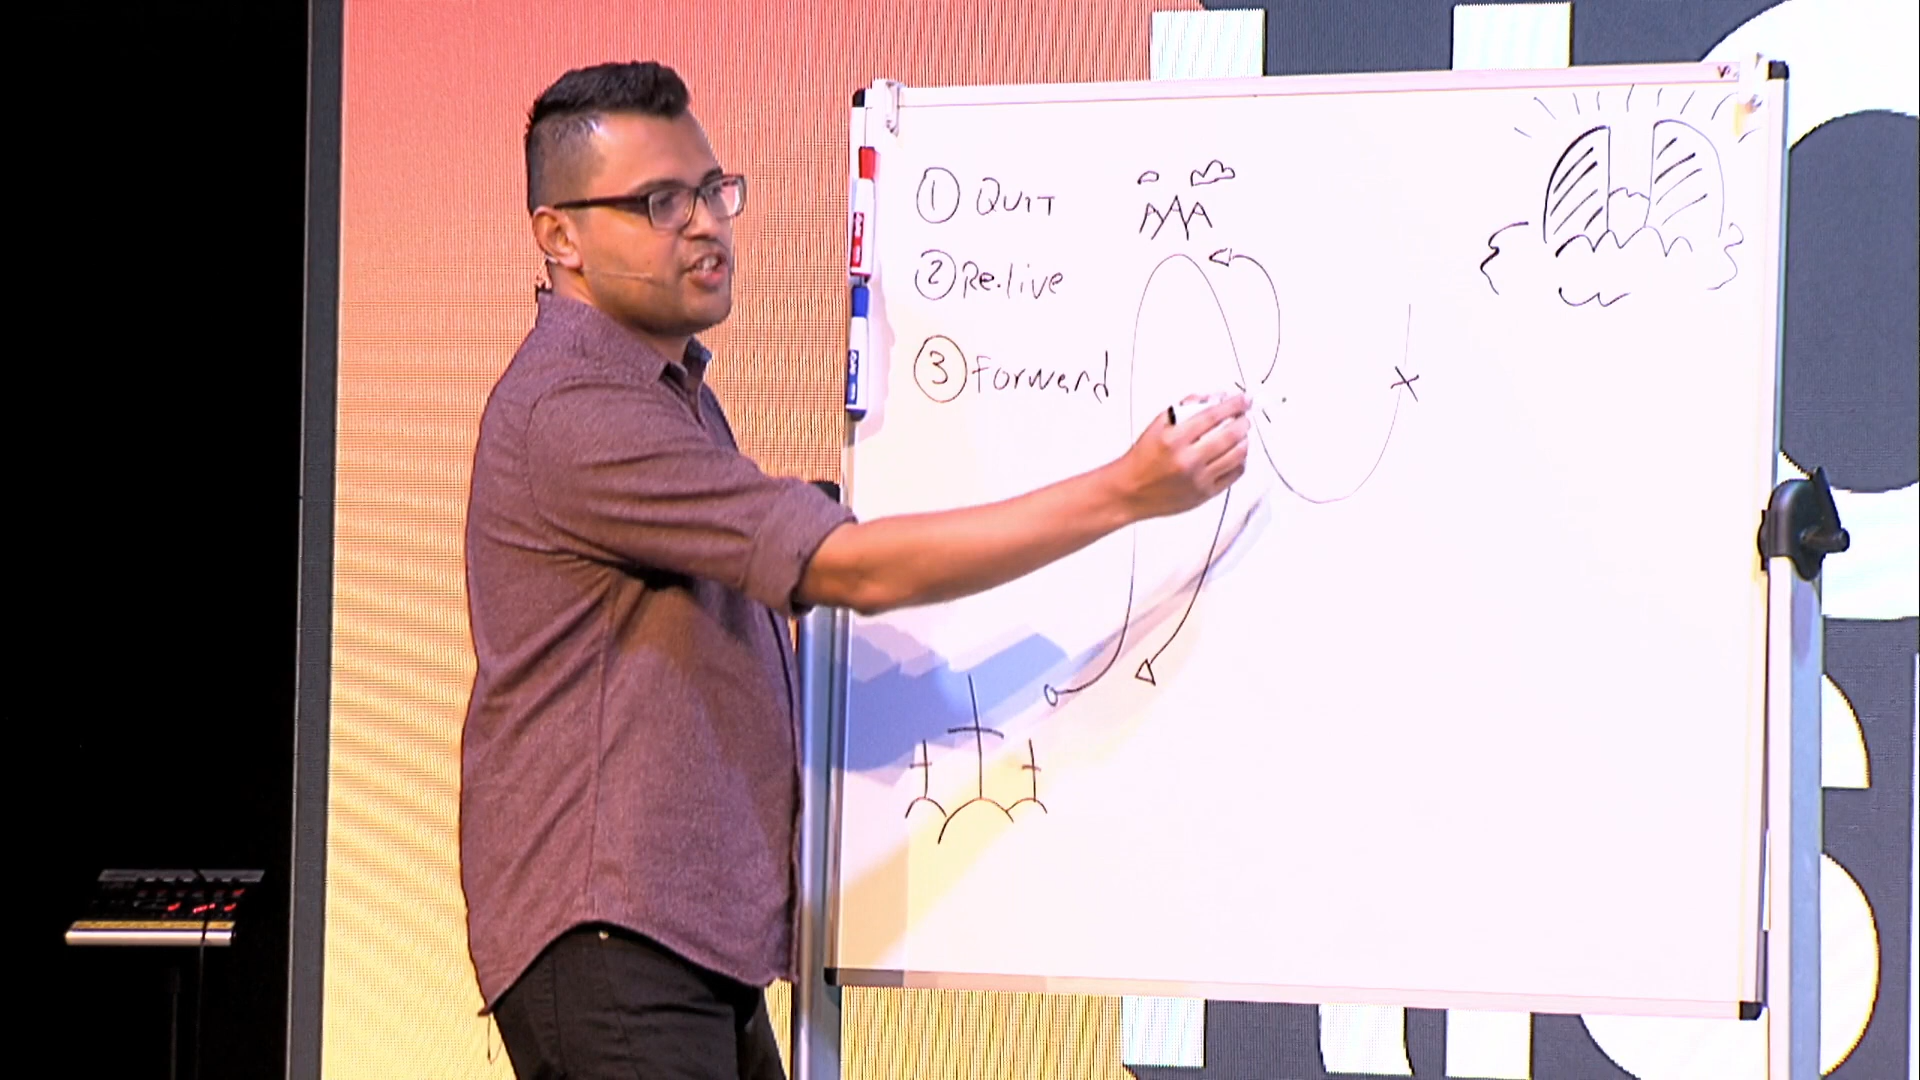 ① QUIT
② Re-live
③ Forward